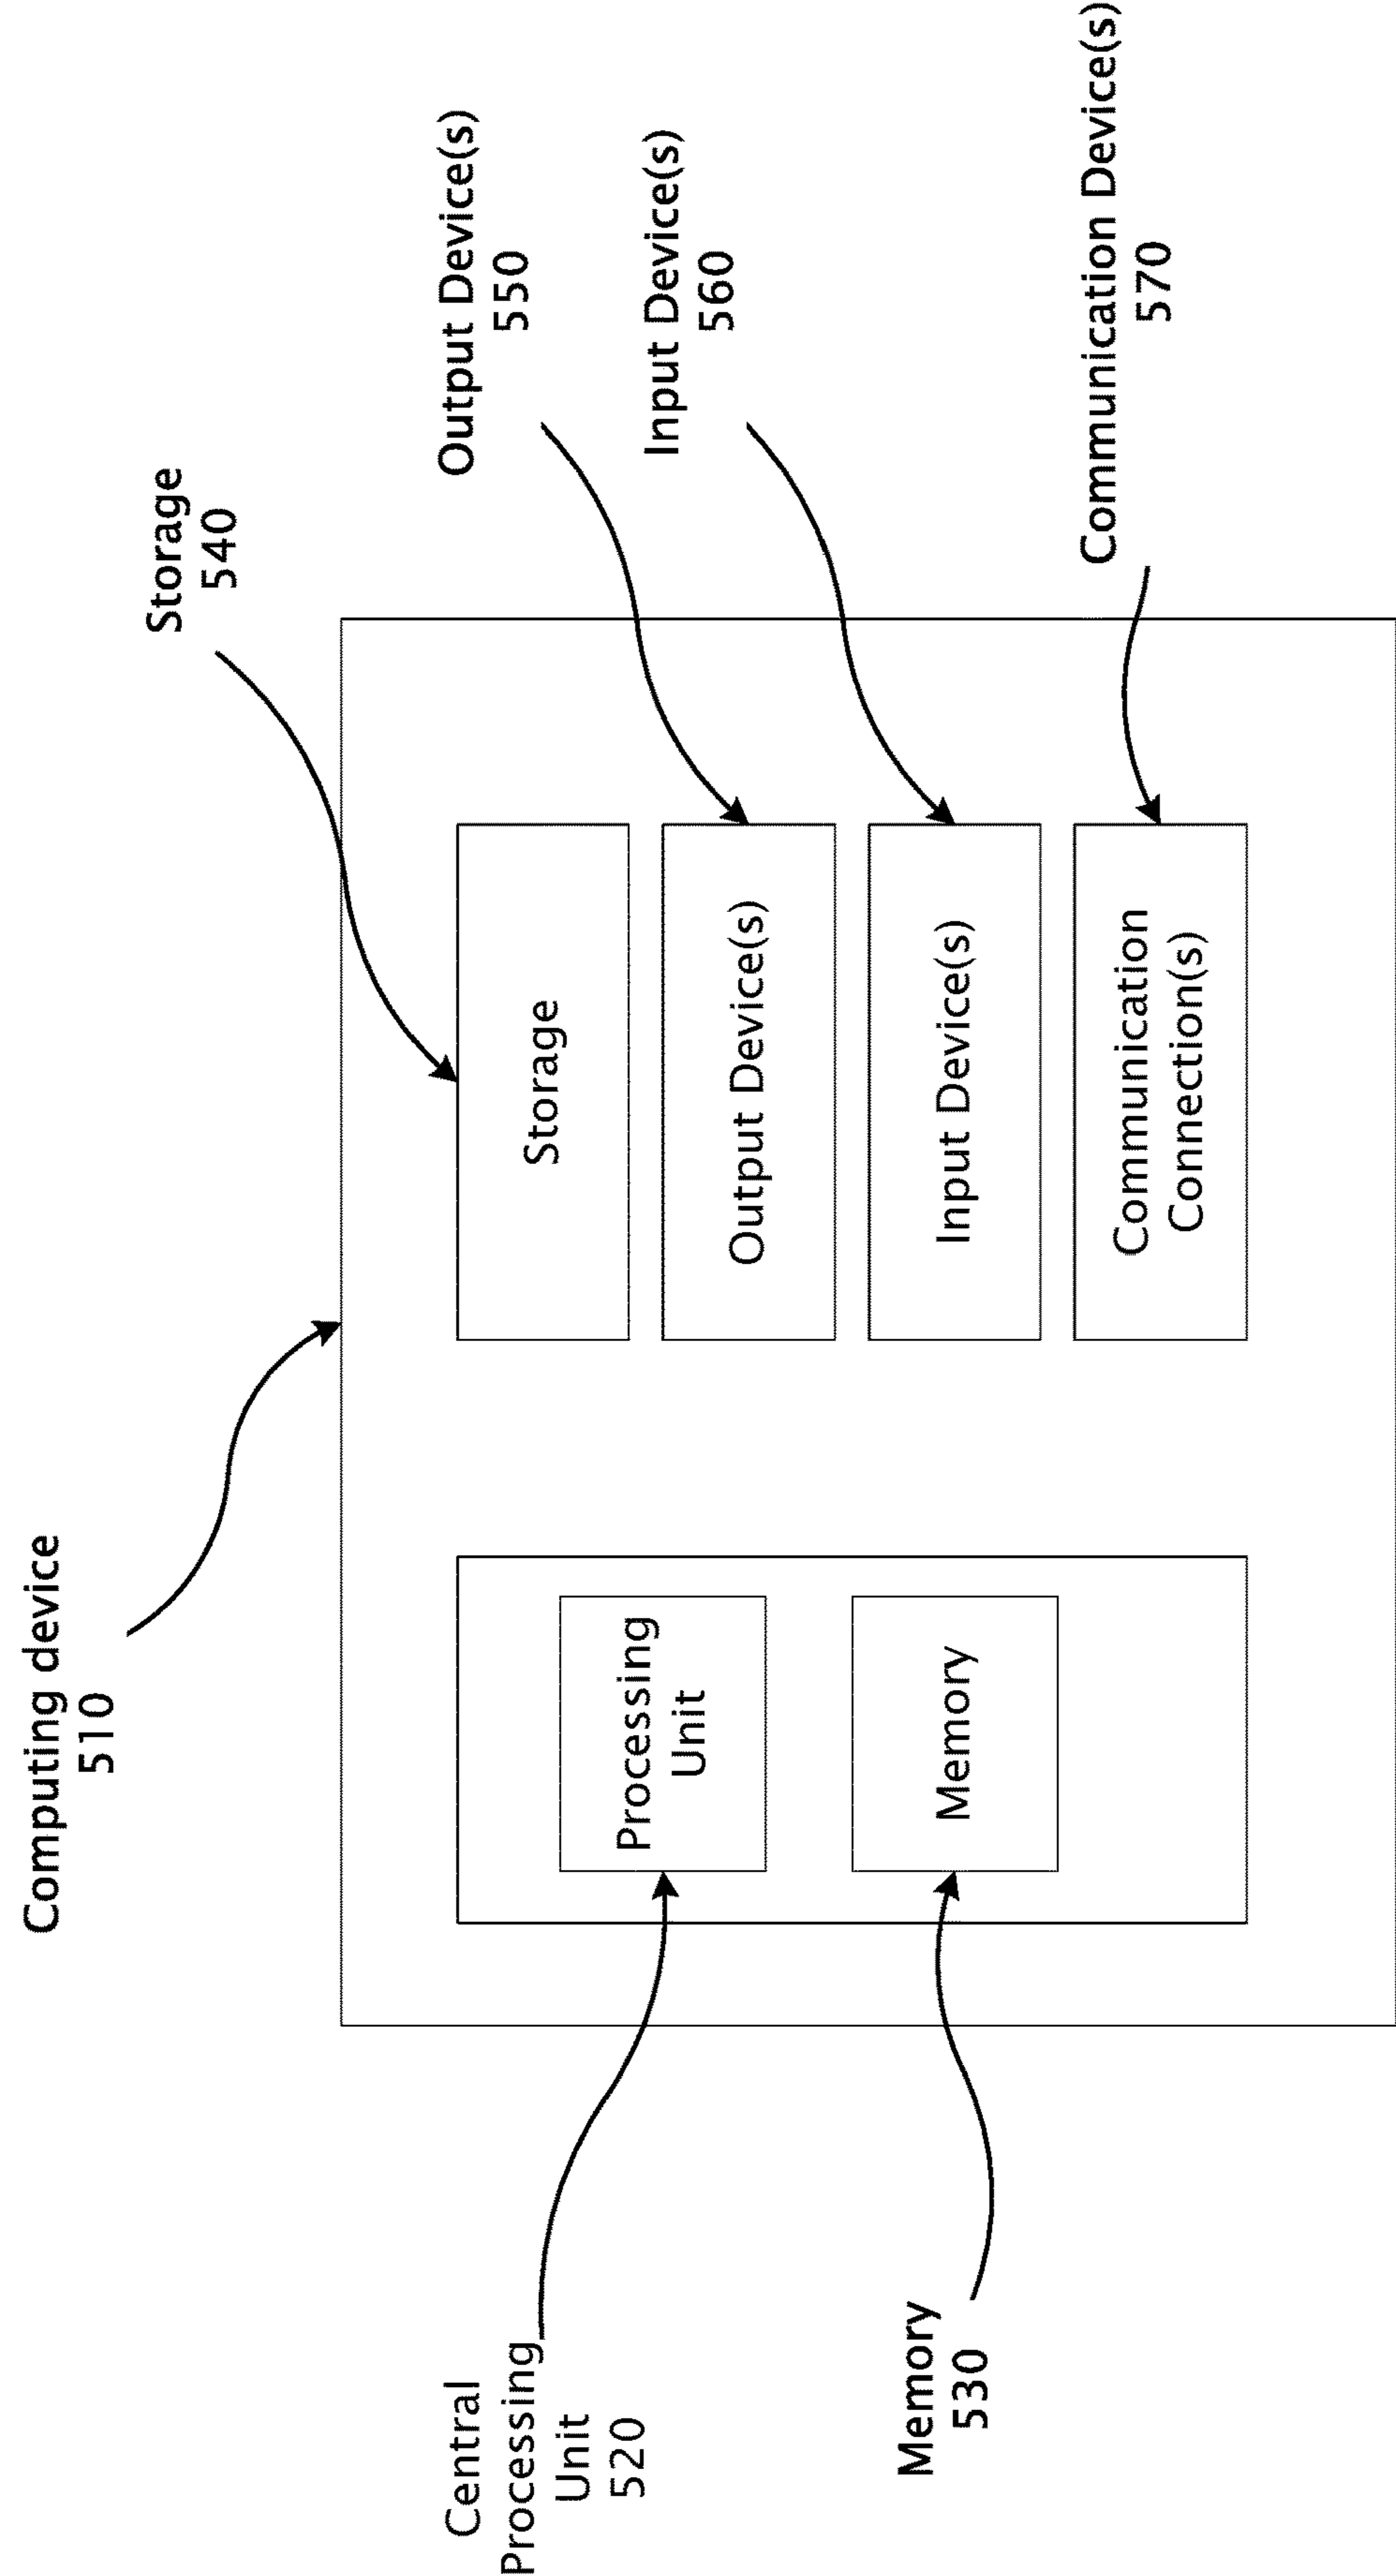 Computing device
510
Storage
540
Output Device(s)
550
Input Device(s)
560
Communication Device(s)
570
Central
Processing
Unit
520
Memory
530
Processing
Unit
Memory
Storage
Output Device(s)
Input Device(s)
Communication
Connection(s)